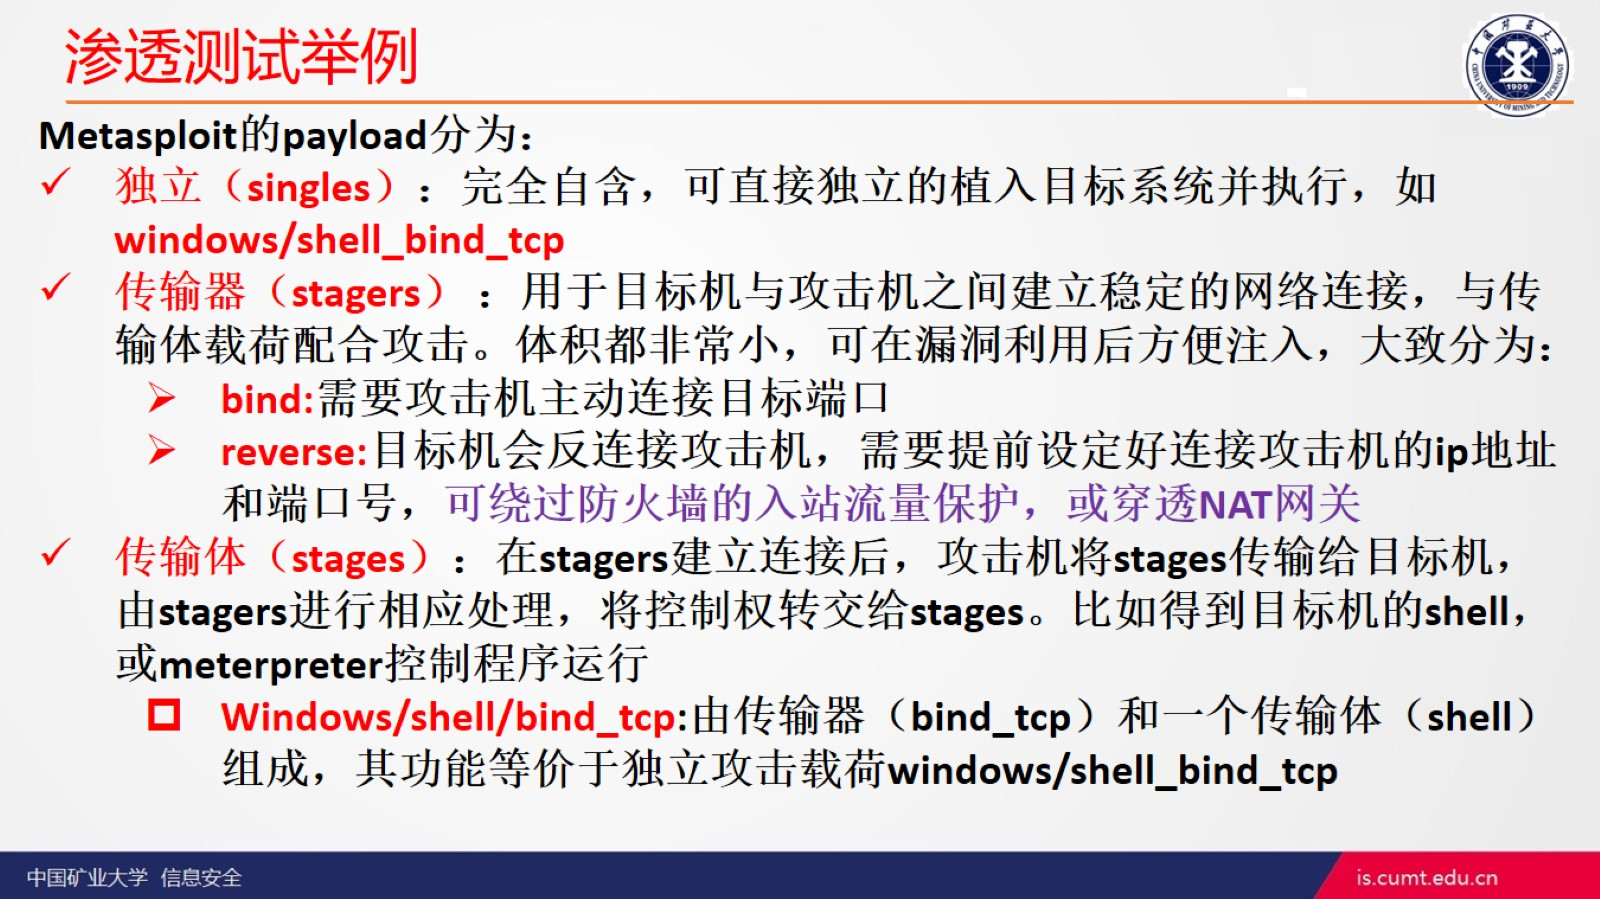 渗透测试举例
中国矿业大学
CHINA UNIVERSITY OF MINING AND TECHNOLOGY
1909
Metasploit的payload分为：
独立（singles）：完全自含，可直接独立的植入目标系统并执行，如
windows/shell_bind_tcp
传输器（stagers） ：用于目标机与攻击机之间建立稳定的网络连接，与传
输体载荷配合攻击。体积都非常小，可在漏洞利用后方便注入，大致分为：
bind:需要攻击机主动连接目标端口
reverse:目标机会反连接攻击机，需要提前设定好连接攻击机的ip地址
和端口号，可绕过防火墙的入站流量保护，或穿透NAT网关
传输体（stages）：在stagers建立连接后，攻击机将stages传输给目标机，
由stagers进行相应处理，将控制权转交给stages。比如得到目标机的shell，
或meterpreter控制程序运行
Windows/shell/bind_tcp:由传输器（bind_tcp）和一个传输体（shell）
组成，其功能等价于独立攻击载荷windows/shell_bind_tcp
中国矿业大学 信息安全
is.cumt.edu.cn